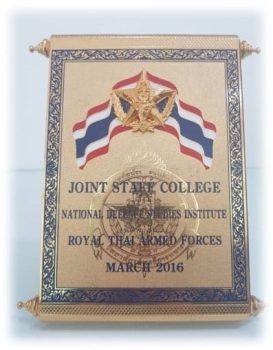 JOINT STAFF COLLEGE
NATIONAL DEFENCE STUDIES INSTITUTE
ROYAL THAI ARMED FORCES
MARCH 2016